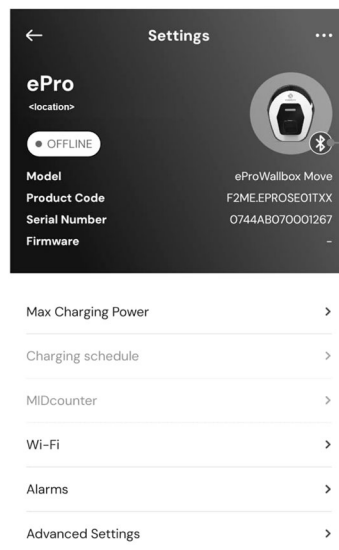 Settings
ePro
<location>
OFFLINE
Model eProWallbox Move
Product Code F2ME.EPROSE01TXX
Serial Number 0744AB070001267
Firmware –
Max Charging Power
Charging schedule
MIDcounter
Wi-Fi
Alarms
Advanced Settings